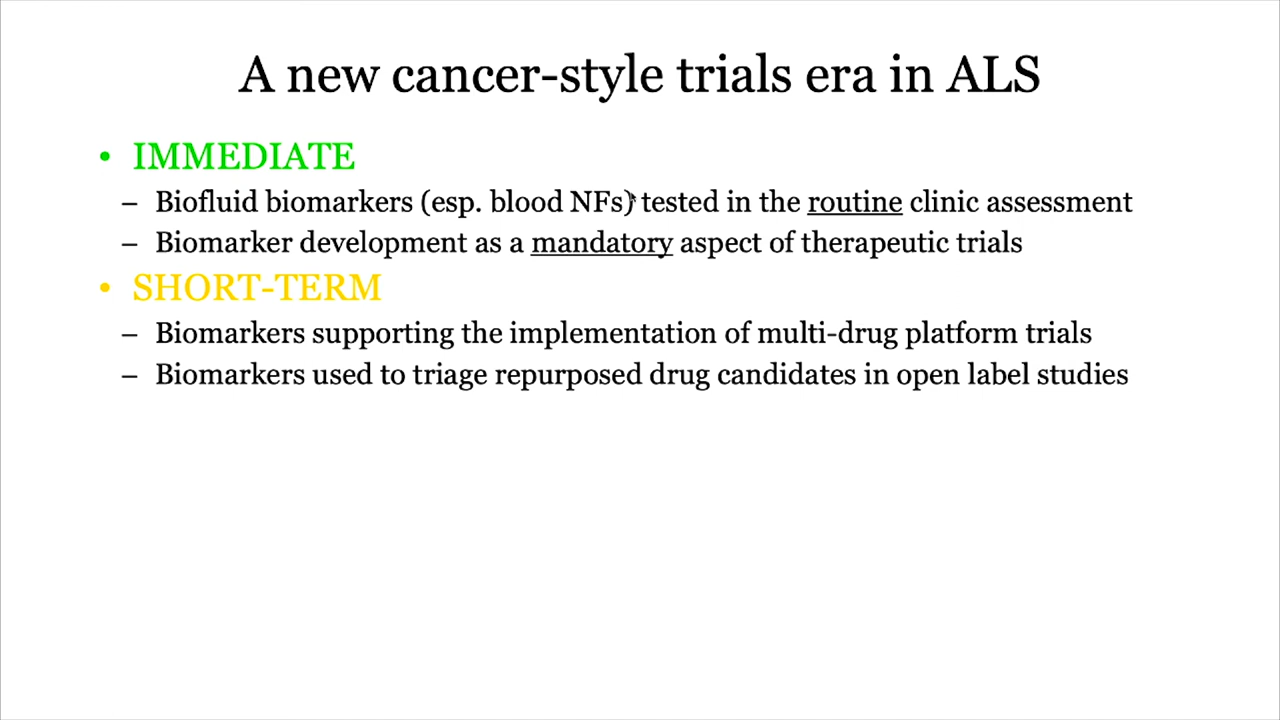 A new cancer-style trials era in ALS
• IMMEDIATE
– Biofluid biomarkers (esp. blood NFs) tested in the routine clinic assessment
– Biomarker development as a mandatory aspect of therapeutic trials
• SHORT-TERM
– Biomarkers supporting the implementation of multi-drug platform trials
– Biomarkers used to triage repurposed drug candidates in open label studies